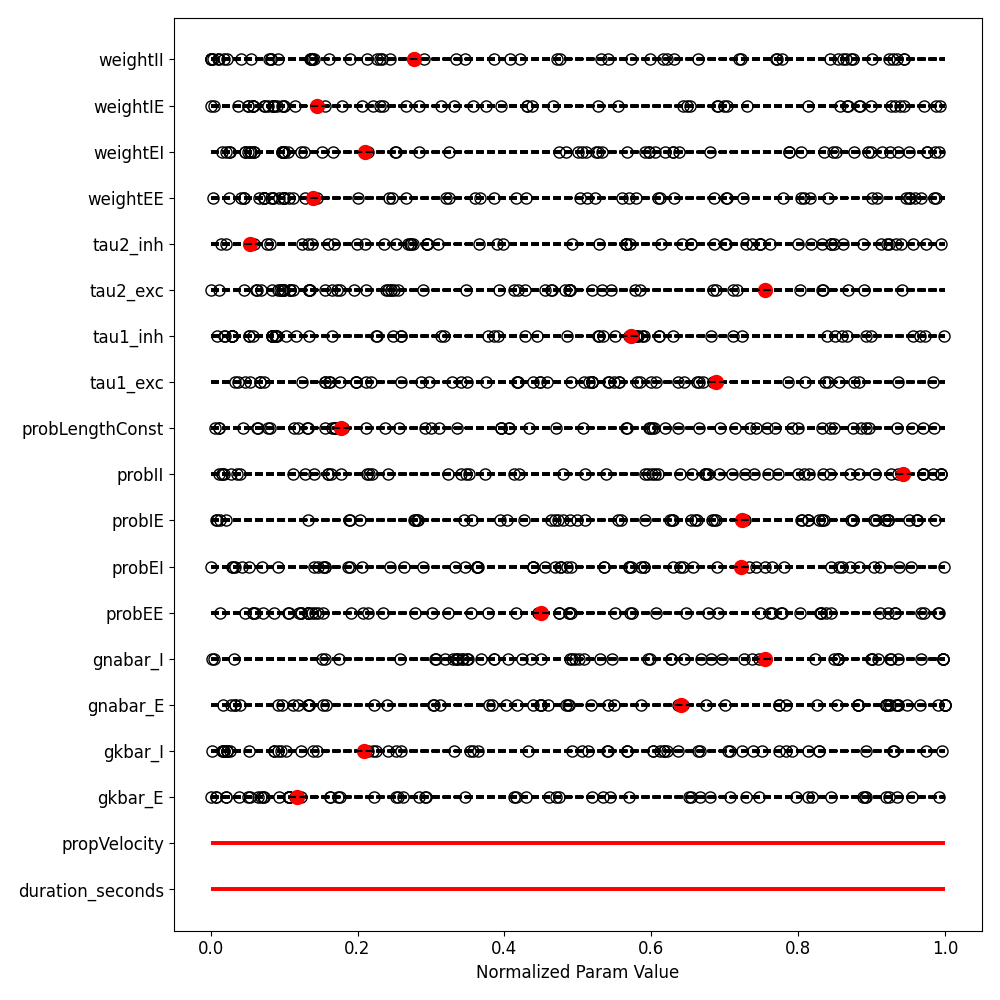 weightII
weightIE
weightEI
weightEE
tau2_inh
tau2_exc
tau1_inh
tau1_exc
probLengthConst
probII
probIE
probEI
probEE
gnabar_I
gnabar_E
gkbar_I
gkbar_E
propVelocity
duration_seconds
0.0 0.2 0.4 0.6 0.8 1.0
Normalized Param Value